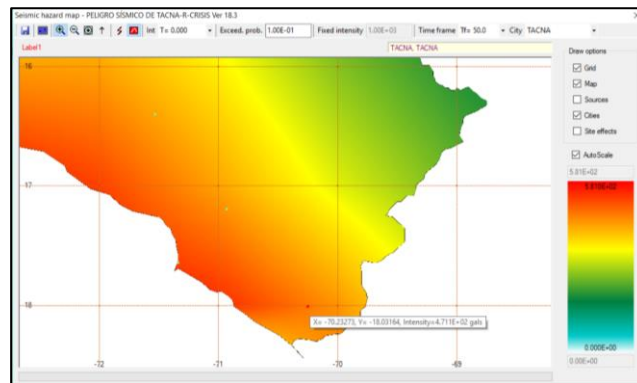 Seismic hazard map - PELIGRO SÍSMICO DE TACNA-R-CRISIS Ver 18.3
Int T= 0.000 Exceed. prob. 1.00E-01 Fixed intensity 1.00E+03 Time frame Tf= 50.0 City TACNA
Label1 TACNA, TACNA
Draw options
Grid
Map
Sources
Cities
Site effects
AutoScale
5.81E+02
5.810E+02
-16
-17
-18
X= -70.23273, Y= -18.03164, Intensity=4.711E+02 gals
0.000E+00
0.00E+00
-72 -71 -70 -69